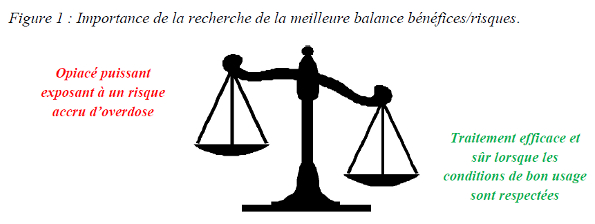 Figure 1 : Importance de la recherche de la meilleure balance bénéfices/risques.
Opiacé puissant
exposant à un risque
accru d’overdose
Traitement efficace et
sûr lorsque les
conditions de bon usage
sont respectées